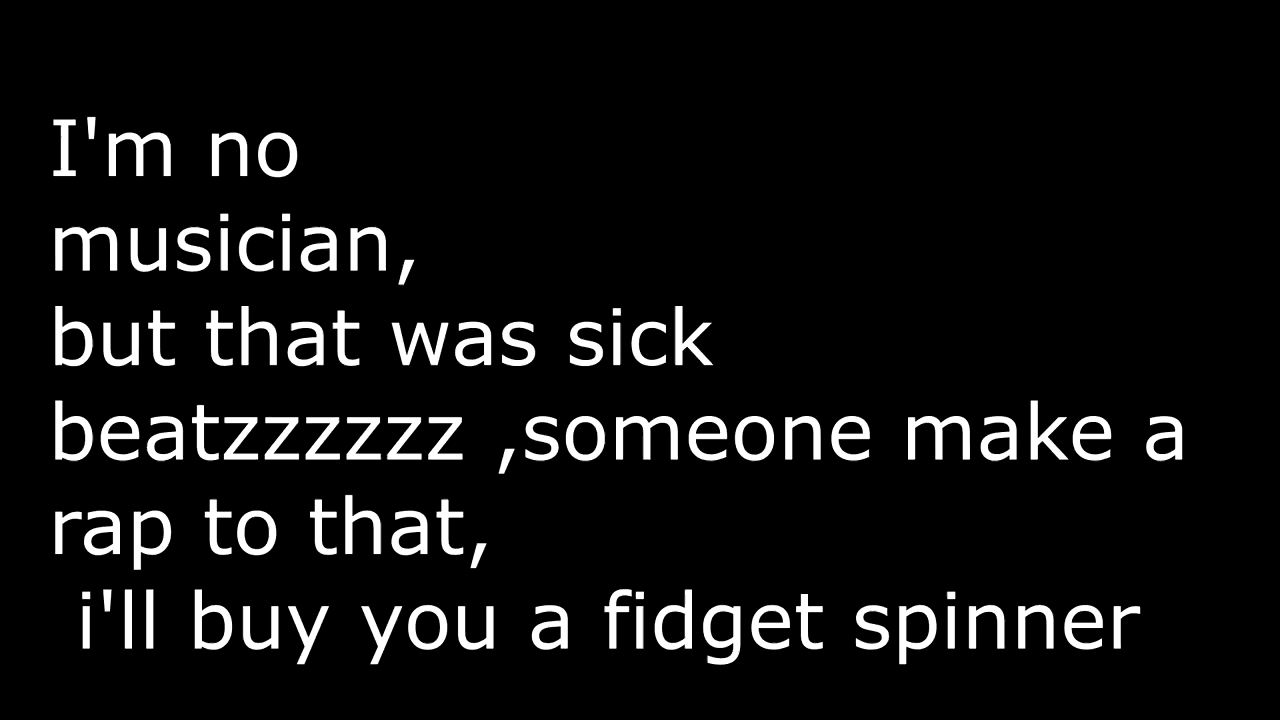 I'm no
musician,
but that was sick
beatzzzzzz ,someone make a
rap to that,
i'll buy you a fidget spinner